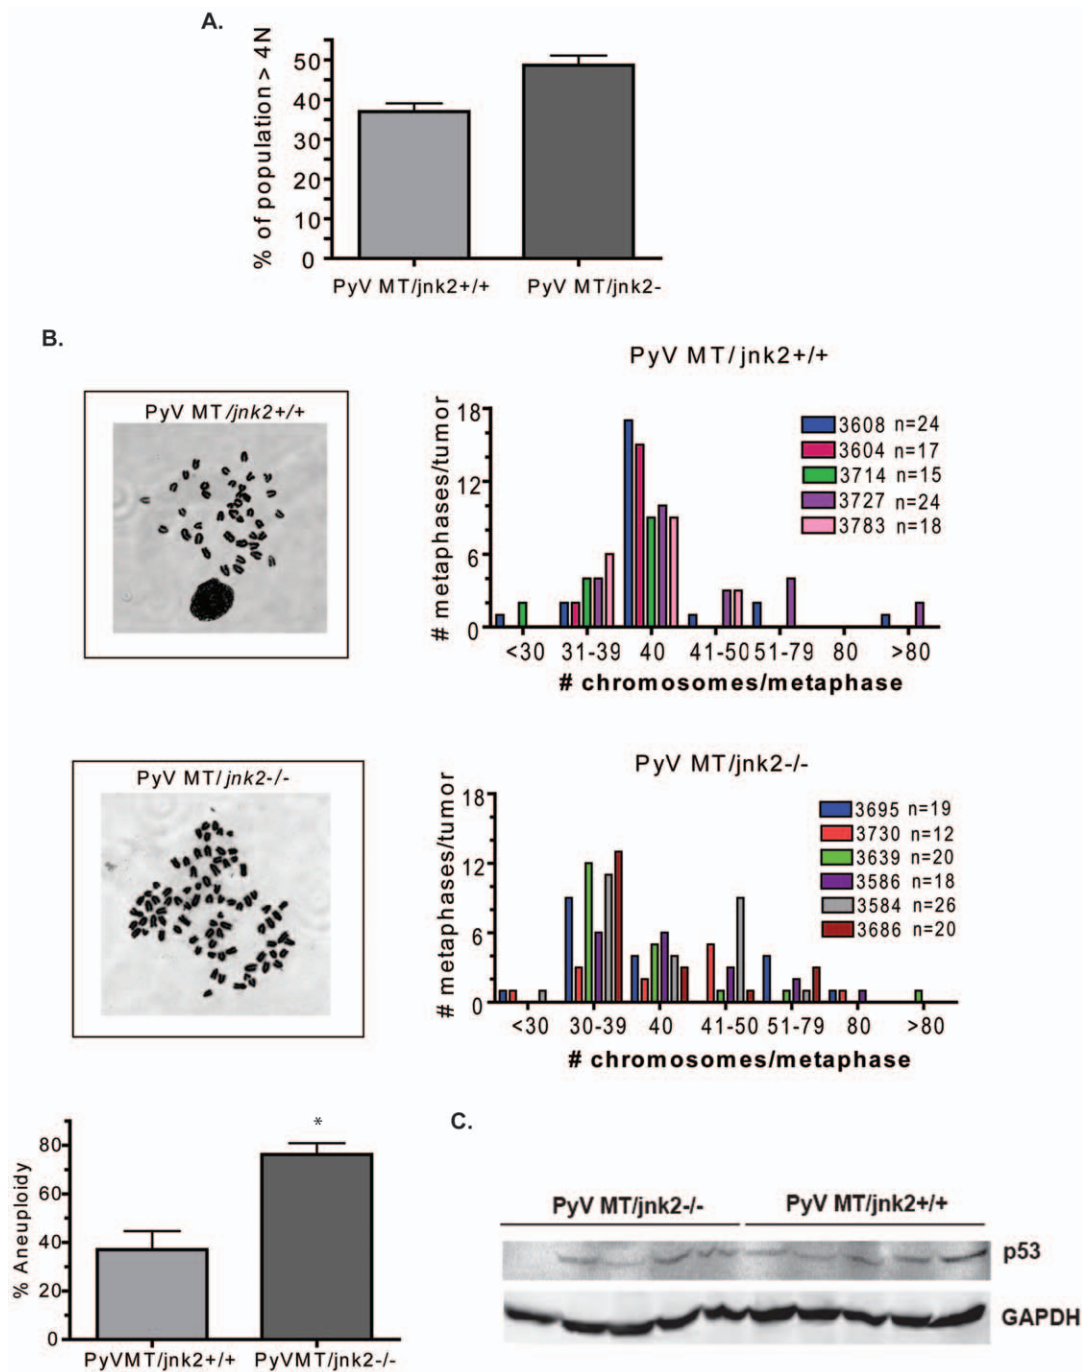 A.
% of population > 4N
50
40
30
20
10
0
PyV MT/jnk2+/+
PyV MT/jnk2-
B.
PyV MT/jnk2+/+
PyV MT/jnk2+/+
# metaphases/tumor
18
12
6
0
3608 n=24
3604 n=17
3714 n=15
3727 n=24
3783 n=18
<30 31-39 40 41-50 51-79 80 >80
# chromosomes/metaphase
PyV MT/jnk2-/-
PyV MT/jnk2-/-
# metaphases/tumor
18
12
6
0
3695 n=19
3730 n=12
3639 n=20
3586 n=18
3584 n=26
3686 n=20
<30 30-39 40 41-50 51-79 80 >80
# chromosomes/metaphase
% Aneuploidy
80
60
40
20
0
*
PyVMT/jnk2+/+ PyVMT/jnk2-/-
C.
PyV MT/jnk2-/- PyV MT/jnk2+/+
p53
GAPDH